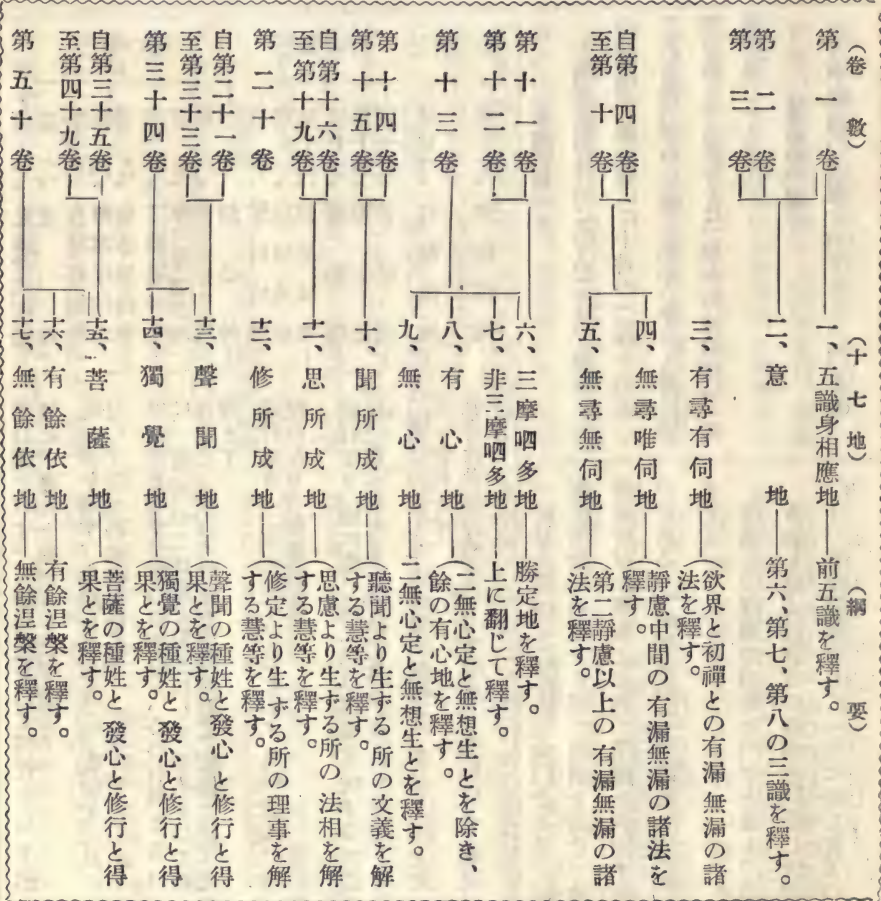 (卷數)
第一卷
第二卷
第三卷
自第四卷
至第十卷
第十一卷
第十二卷
第十三卷
第十四卷
第十五卷
自第十六卷
至第十九卷
第二十卷
自第二十一卷
至第三十三卷
第三十四卷
自第三十五卷
至第四十九卷
第五十卷
(十七地)
一、五識身相應地
二、意地
三、有尋有伺地
四、無尋唯伺地
五、無尋無伺地
六、三摩呬多地
七、非三摩呬多地
八、有心地
九、無心地
十、聞所成地
十一、思所成地
十二、修所成地
十三、聲聞地
十四、獨覺地
十五、菩薩地
十六、有餘依地
十七、無餘依地
(綱要)
前五識を釋す。
第六、第七、第八の三識を釋す。
(欲界と初禪との有漏無漏の諸
法を釋す。
(靜慮中間の有漏無漏の諸法を
釋す。
(第二靜慮以上の有漏無漏の諸
法を釋す。
勝定地を釋す。
上に翻じて釋す。
(二無心定と無想生とを除き、
餘の有心地を釋す。
二無心定と無想生とを釋す。
(聽聞より生ずる所の文義を解
する慧等を釋す。
(思慮より生ずる所の法相を解
する慧等を釋す。
(修定より生ずる所の理事を解
する慧等を釋す。
(聲聞の種姓と發心と修行と得
果とを釋す。
(獨覺の種姓と發心と修行と得
果とを釋す。
(菩薩の種姓と發心と修行と得
果とを釋す。
有餘涅槃を釋す。
無餘涅槃を釋す。